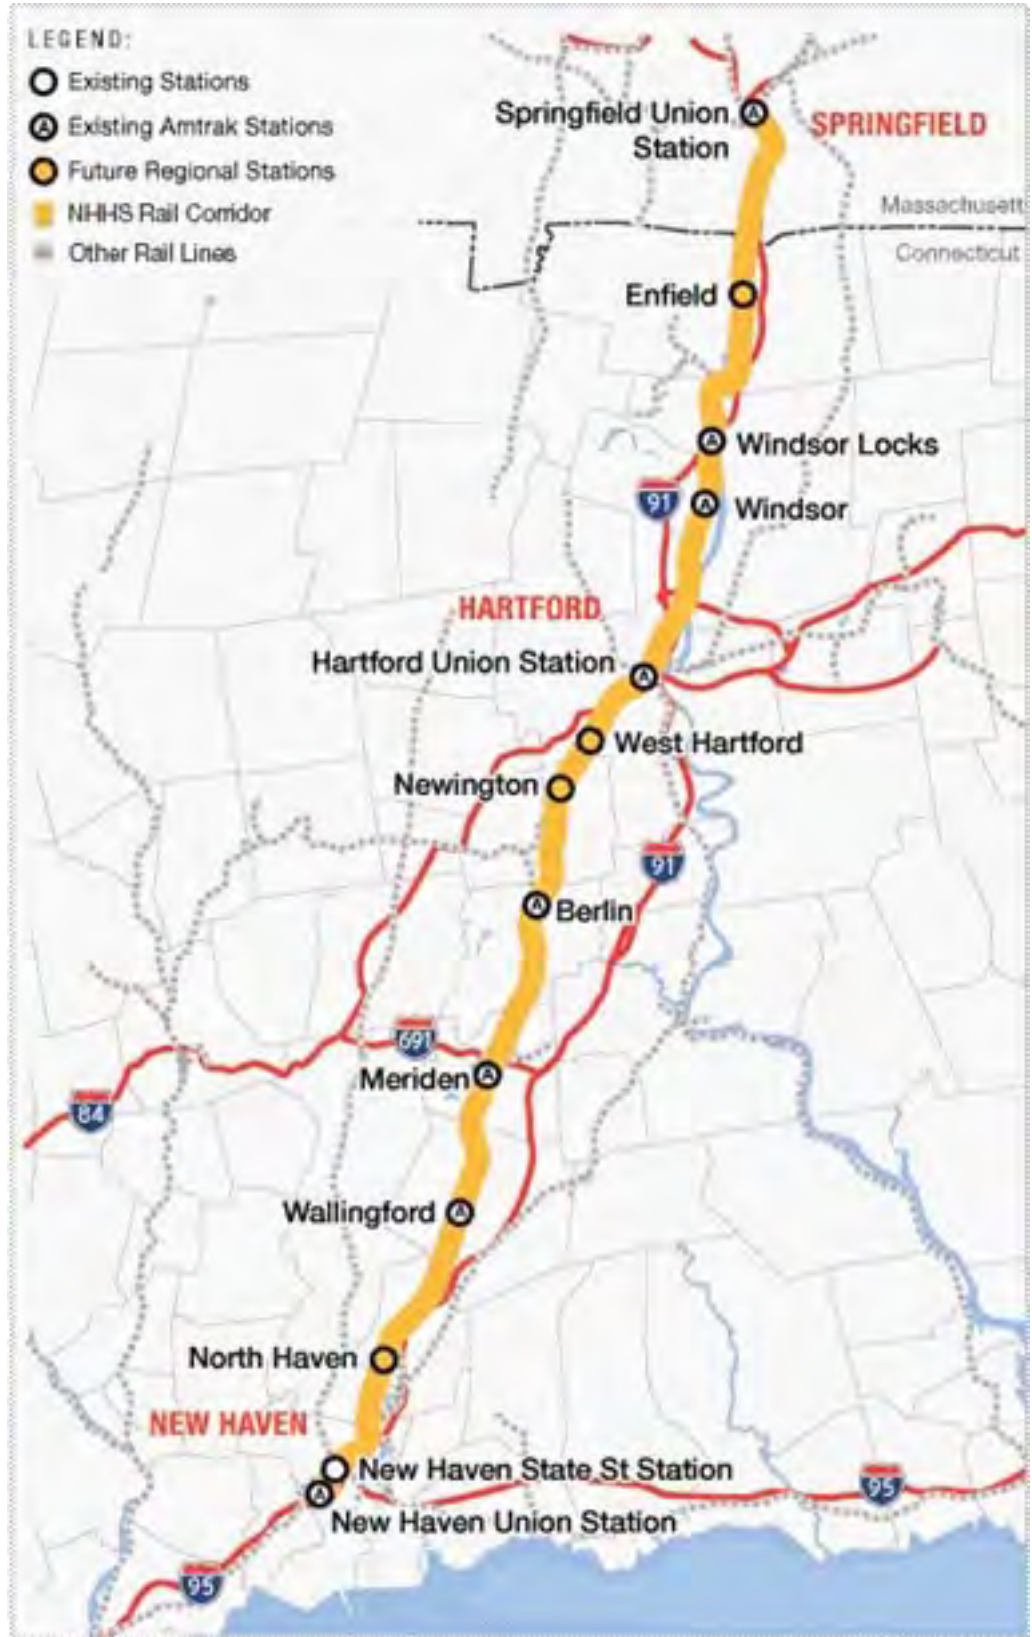 LEGEND:
Existing Stations
Existing Amtrak Stations
Future Regional Stations
NHHS Rail Corridor
Other Rail Lines
Springfield Union
Station
SPRINGFIELD
Massachusett
Connecticut
Enfield
Windsor Locks
91
Windsor
HARTFORD
Hartford Union Station
West Hartford
Newington
91
Berlin
691
Meriden
84
Wallingford
North Haven
NEW HAVEN
New Haven State St Station
95
New Haven Union Station
95